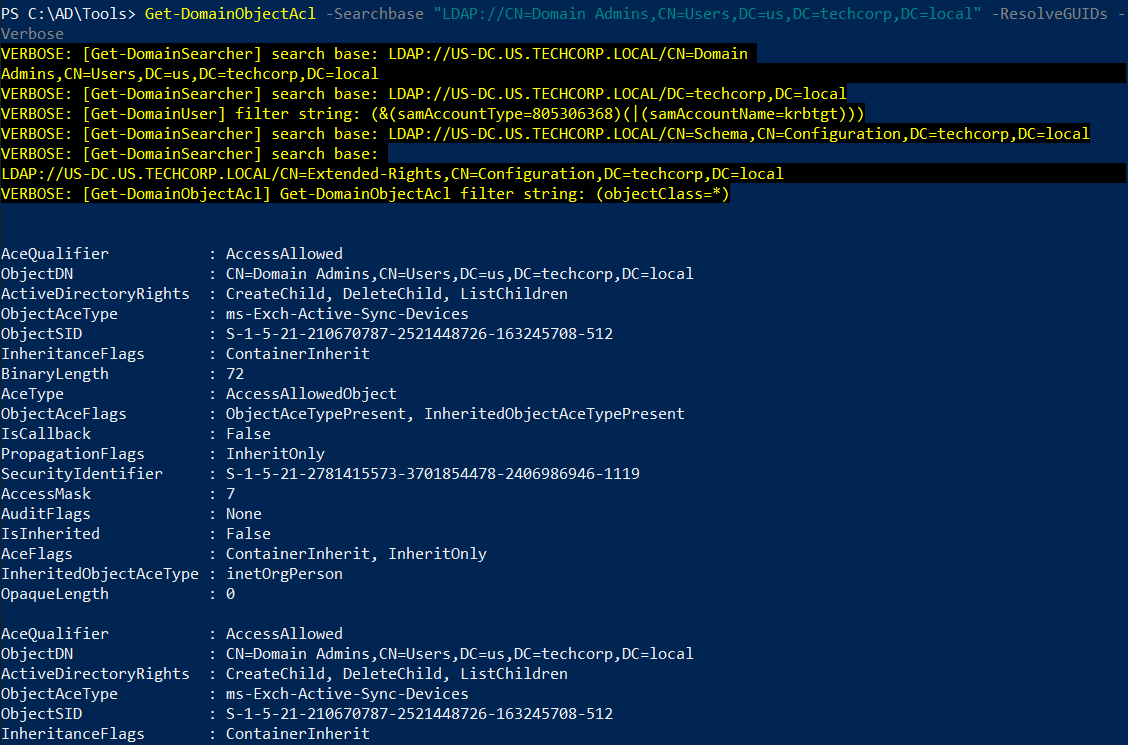 PS C:\AD\Tools> Get-DomainObjectAcl -Searchbase "LDAP://CN=Domain Admins,CN=Users,DC=us,DC=techcorp,DC=local" -ResolveGUIDs -
Verbose
VERBOSE: [Get-DomainSearcher] search base: LDAP://US-DC.US.TECHCORP.LOCAL/CN=Domain
Admins,CN=Users,DC=us,DC=techcorp,DC=local
VERBOSE: [Get-DomainSearcher] search base: LDAP://US-DC.US.TECHCORP.LOCAL/DC=techcorp,DC=local
VERBOSE: [Get-DomainUser] filter string: (&(samAccountType=805306368)(|(samAccountName=krbtgt)))
VERBOSE: [Get-DomainSearcher] search base: LDAP://US-DC.US.TECHCORP.LOCAL/CN=Schema,CN=Configuration,DC=techcorp,DC=local
VERBOSE: [Get-DomainSearcher] search base:
LDAP://US-DC.US.TECHCORP.LOCAL/CN=Extended-Rights,CN=Configuration,DC=techcorp,DC=local
VERBOSE: [Get-DomainObjectAcl] Get-DomainObjectAcl filter string: (objectClass=*)
AceQualifier           : AccessAllowed
ObjectDN               : CN=Domain Admins,CN=Users,DC=us,DC=techcorp,DC=local
ActiveDirectoryRights  : CreateChild, DeleteChild, ListChildren
ObjectAceType          : ms-Exch-Active-Sync-Devices
ObjectSID              : S-1-5-21-210670787-2521448726-163245708-512
InheritanceFlags       : ContainerInherit
BinaryLength           : 72
AceType                : AccessAllowedObject
ObjectAceFlags         : ObjectAceTypePresent, InheritedObjectAceTypePresent
IsCallback             : False
PropagationFlags       : InheritOnly
SecurityIdentifier     : S-1-5-21-2781415573-3701854478-2406986946-1119
AccessMask             : 7
AuditFlags             : None
IsInherited            : False
AceFlags               : ContainerInherit, InheritOnly
InheritedObjectAceType : inetOrgPerson
OpaqueLength           : 0
AceQualifier           : AccessAllowed
ObjectDN               : CN=Domain Admins,CN=Users,DC=us,DC=techcorp,DC=local
ActiveDirectoryRights  : CreateChild, DeleteChild, ListChildren
ObjectAceType          : ms-Exch-Active-Sync-Devices
ObjectSID              : S-1-5-21-210670787-2521448726-163245708-512
InheritanceFlags       : ContainerInherit